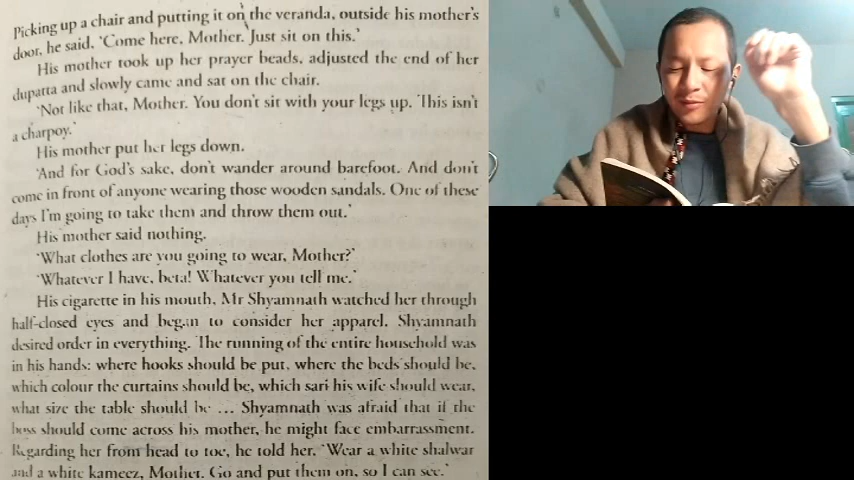 Picking up a chair and putting it on the veranda, outside his mother's
door, he said, 'Come here, Mother. Just sit on this.'
His mother took up her prayer beads, adjusted the end of her
dupatta and slowly came and sat on the chair.
'Not like that, Mother. You don't sit with your legs up. This isn't
a charpoy.'
His mother put her legs down.
'And for God's sake, don't wander around barefoot. And don't
come in front of anyone wearing those wooden sandals. One of these
days I'm going to take them and throw them out.'
His mother said nothing.
'What clothes are you going to wear, Mother?'
'Whatever I have, beta! Whatever you tell me.'
His cigarette in his mouth, Mr Shyamnath watched her through
half-closed eyes and began to consider her apparel. Shyamnath
desired order in everything. The running of the entire household was
in his hands: where hooks should be put, where the beds should be,
which colour the curtains should be, which sari his wife should wear,
what size the table should be ... Shyamnath was afraid that if the
boss should come across his mother, he might face embarrassment.
Regarding her from head to toe, he told her, 'Wear a white shalwar
and a white kameez, Mother. Go and put them on, so I can see.'